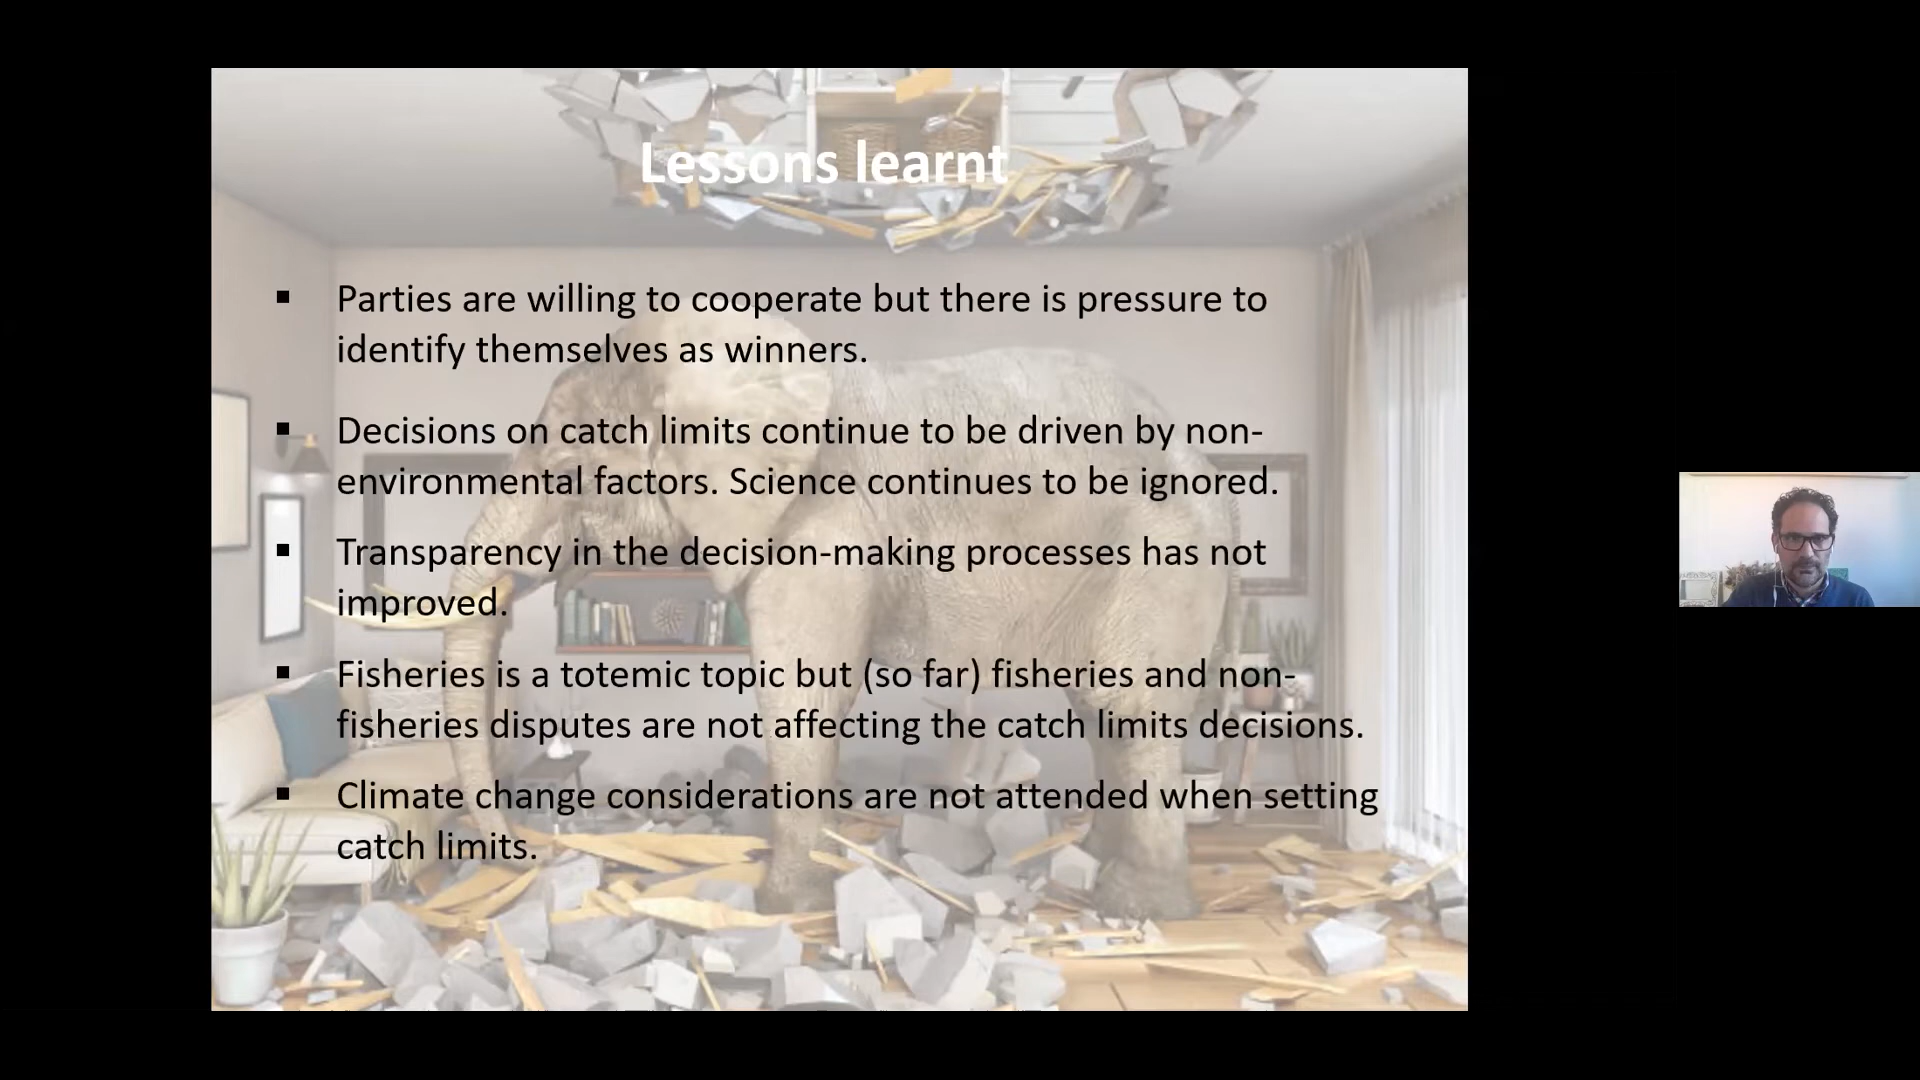 Lessons learnt
▪ Parties are willing to cooperate but there is pressure to
identify themselves as winners.
▪ Decisions on catch limits continue to be driven by non-
environmental factors. Science continues to be ignored.
▪ Transparency in the decision-making processes has not
improved.
▪ Fisheries is a totemic topic but (so far) fisheries and non-
fisheries disputes are not affecting the catch limits decisions.
▪ Climate change considerations are not attended when setting
catch limits.